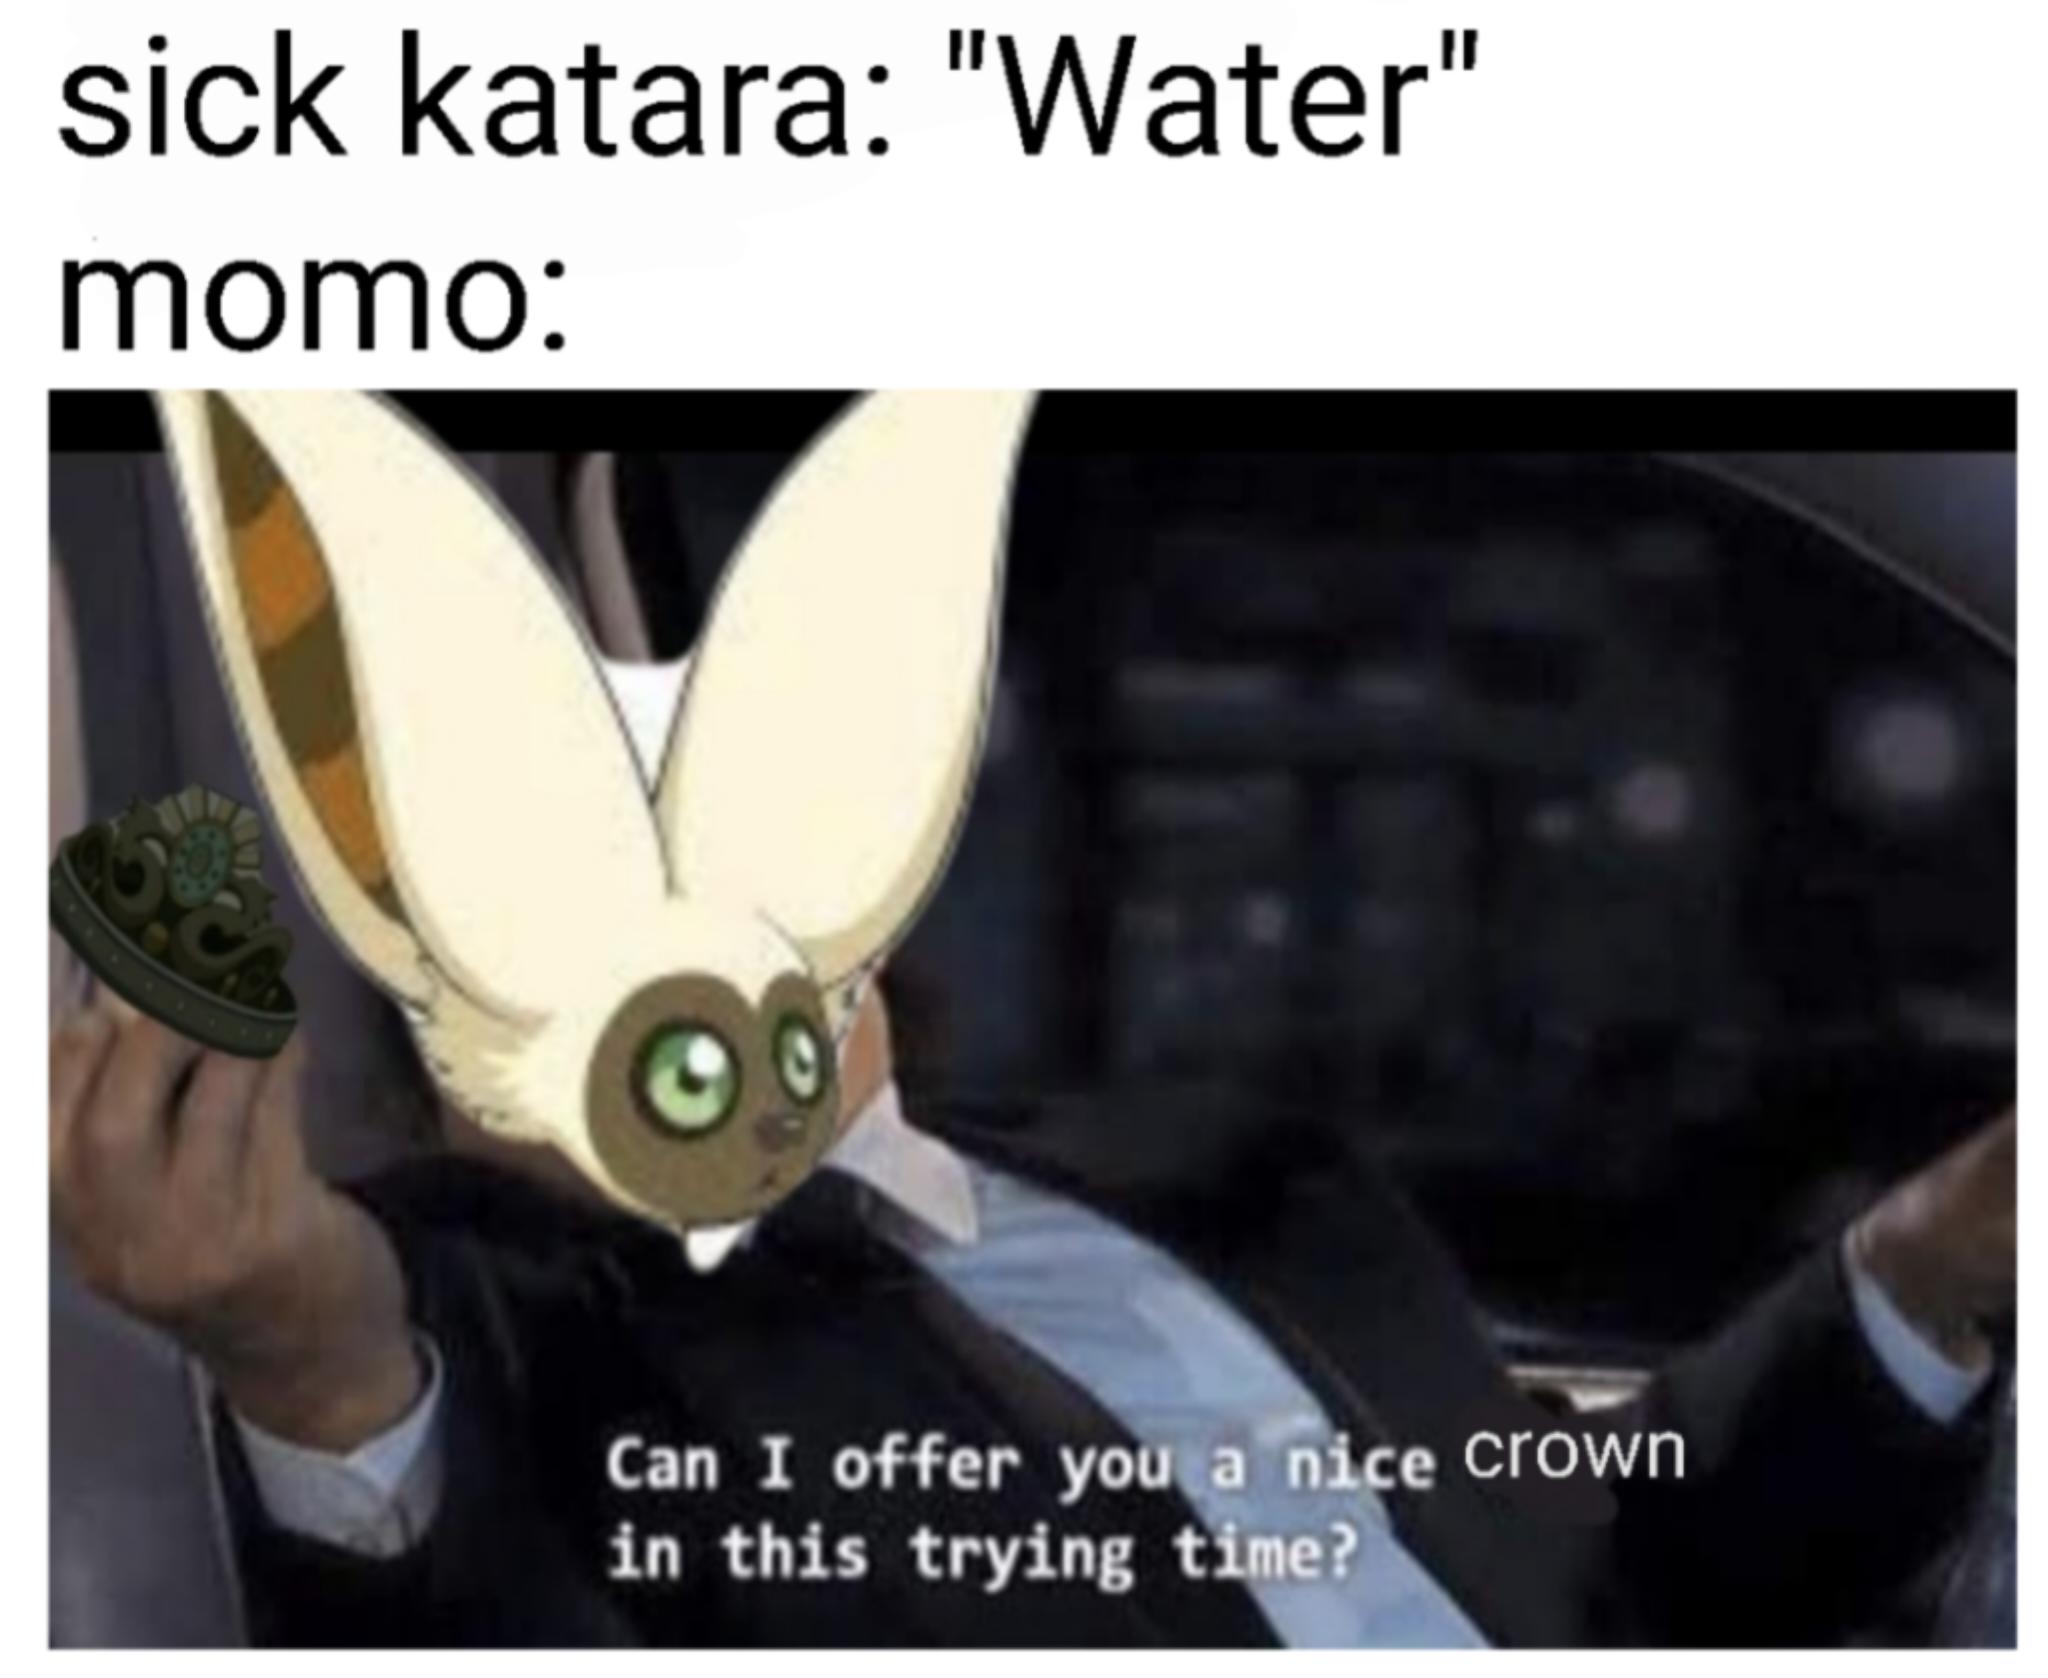 sick katara: "Water"
momo:
Can I offer you a nice crown
in this trying time?